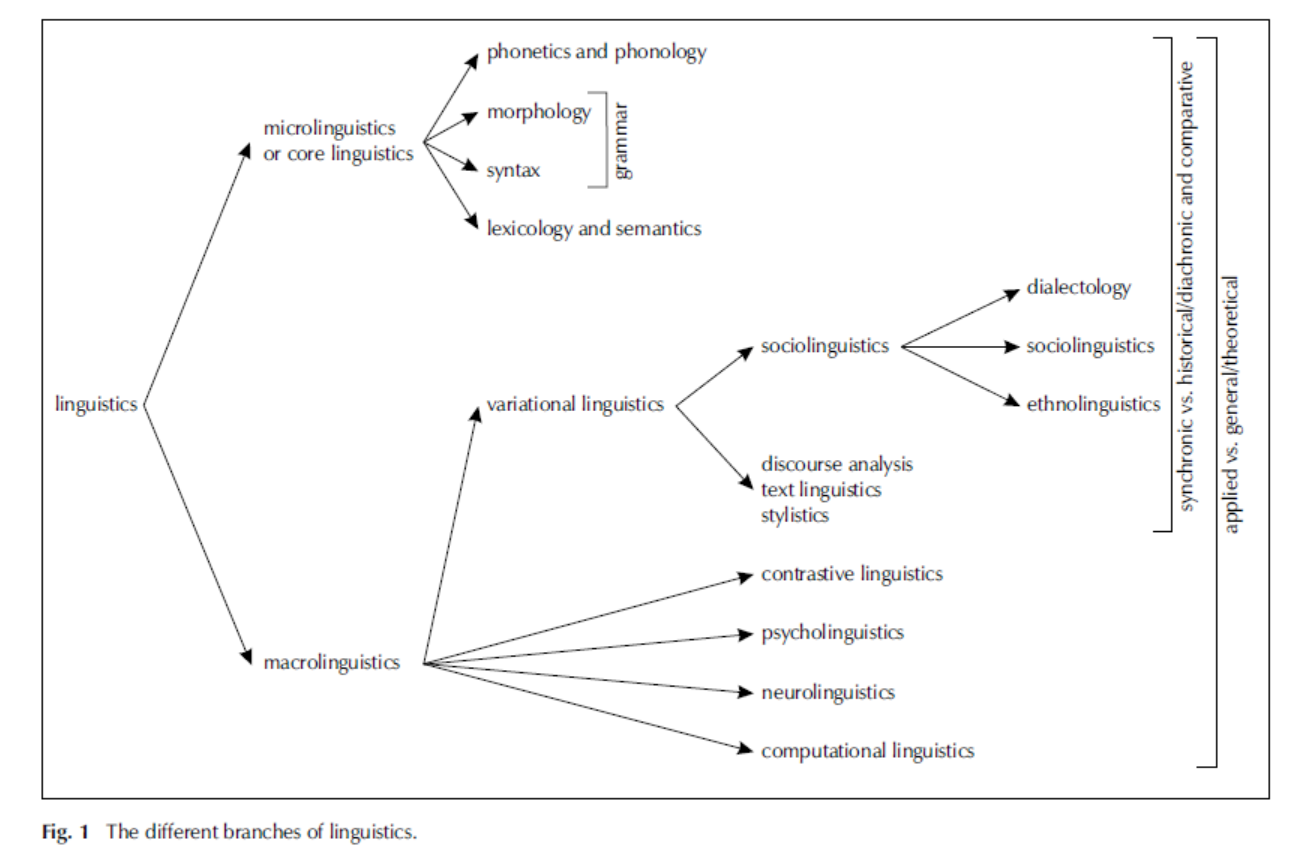 phonetics and phonology
morphology
syntax
grammar
microlinguistics
or core linguistics
lexicology and semantics
linguistics
variational linguistics
sociolinguistics
dialectology
sociolinguistics
ethnolinguistics
discourse analysis
text linguistics
stylistics
macrolinguistics
contrastive linguistics
psycholinguistics
neurolinguistics
computational linguistics
synchronic vs. historical/diachronic and comparative
applied vs. general/theoretical
Fig. 1 The different branches of linguistics.